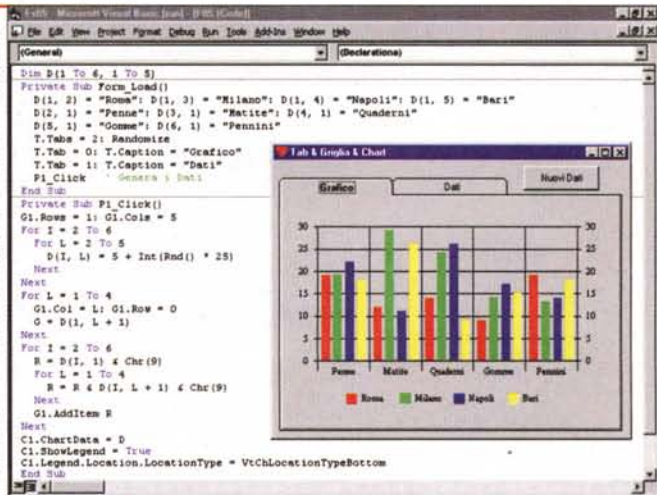 Microsoft Visual Basic [run] - [F05 (Code)]
File Edit View Project Format Debug Run Tools Add-Ins Window Help
(General) (Declarations)
Dim D(1 To 6, 1 To 5)
Private Sub Form_Load()
D(1, 2) = "Roma": D(1, 3) = "Milano": D(1, 4) = "Napoli": D(1, 5) = "Bari"
D(2, 1) = "Penne": D(3, 1) = "Matite": D(4, 1) = "Quaderni"
D(5, 1) = "Gomme": D(6, 1) = "Pennini"
T.Tabs = 2: Randomize
T.Tab = 0: T.Caption = "Grafico"
T.Tab = 1: T.Caption = "Dati"
P1_Click ' Genera i Dati
End Sub
Private Sub P1_Click()
G1.Rows = 1: G1.Cols = 5
For I = 2 To 6
For L = 2 To 5
D(I, L) = 5 + Int(Rnd() * 25)
Next
Next
For L = 1 To 4
G1.Col = L: G1.Row = 0
G = D(1, L + 1)
Next
For I = 2 To 6
R = D(I, 1) & Chr(9)
For L = 1 To 4
R = R & D(I, L + 1) & Chr(9)
Next
G1.AddItem R
Next
C1.ChartData = D
C1.ShowLegend = True
C1.Legend.Location.LocationType = VtChLocationTypeBottom
End Sub
Tab & Griglia & Chart
Grafico Dati Nuovi Dati
30 30
25 25
20 20
15 15
10 10
5 5
0 0
Penne Matite Quaderni Gomme Pennini
Roma Milano Napoli Bari